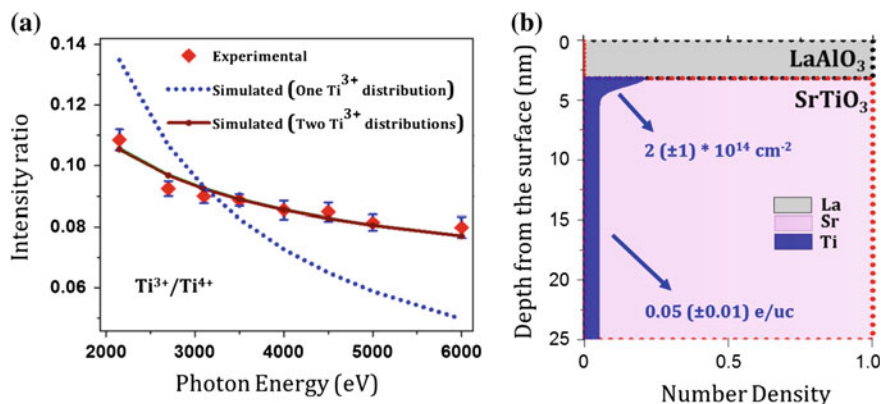 (a)
0.14
0.12
0.10
0.08
0.06
Intensity ratio
Experimental
Simulated (One Ti³⁺ distribution)
Simulated (Two Ti³⁺ distributions)
Ti³⁺/Ti⁴⁺
2000 3000 4000 5000 6000
Photon Energy (eV)
(b)
0
5
10
15
20
25
Depth from the surface (nm)
LaAlO₃
SrTiO₃
2 (±1) * 10¹⁴ cm⁻²
La
Sr
Ti
0.05 (±0.01) e/uc
0 0.5 1.0
Number Density